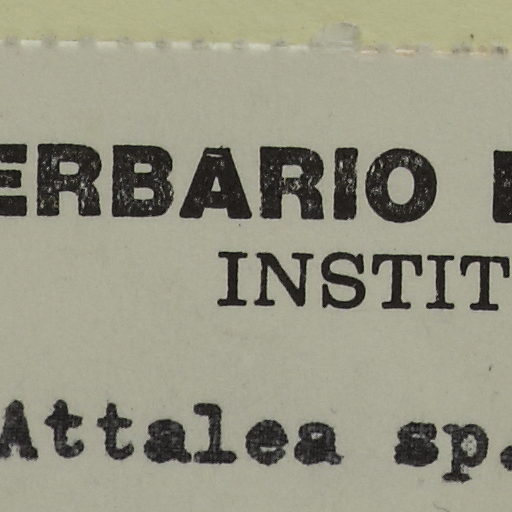 ERBARIO
INSTIT
Attalea sp.